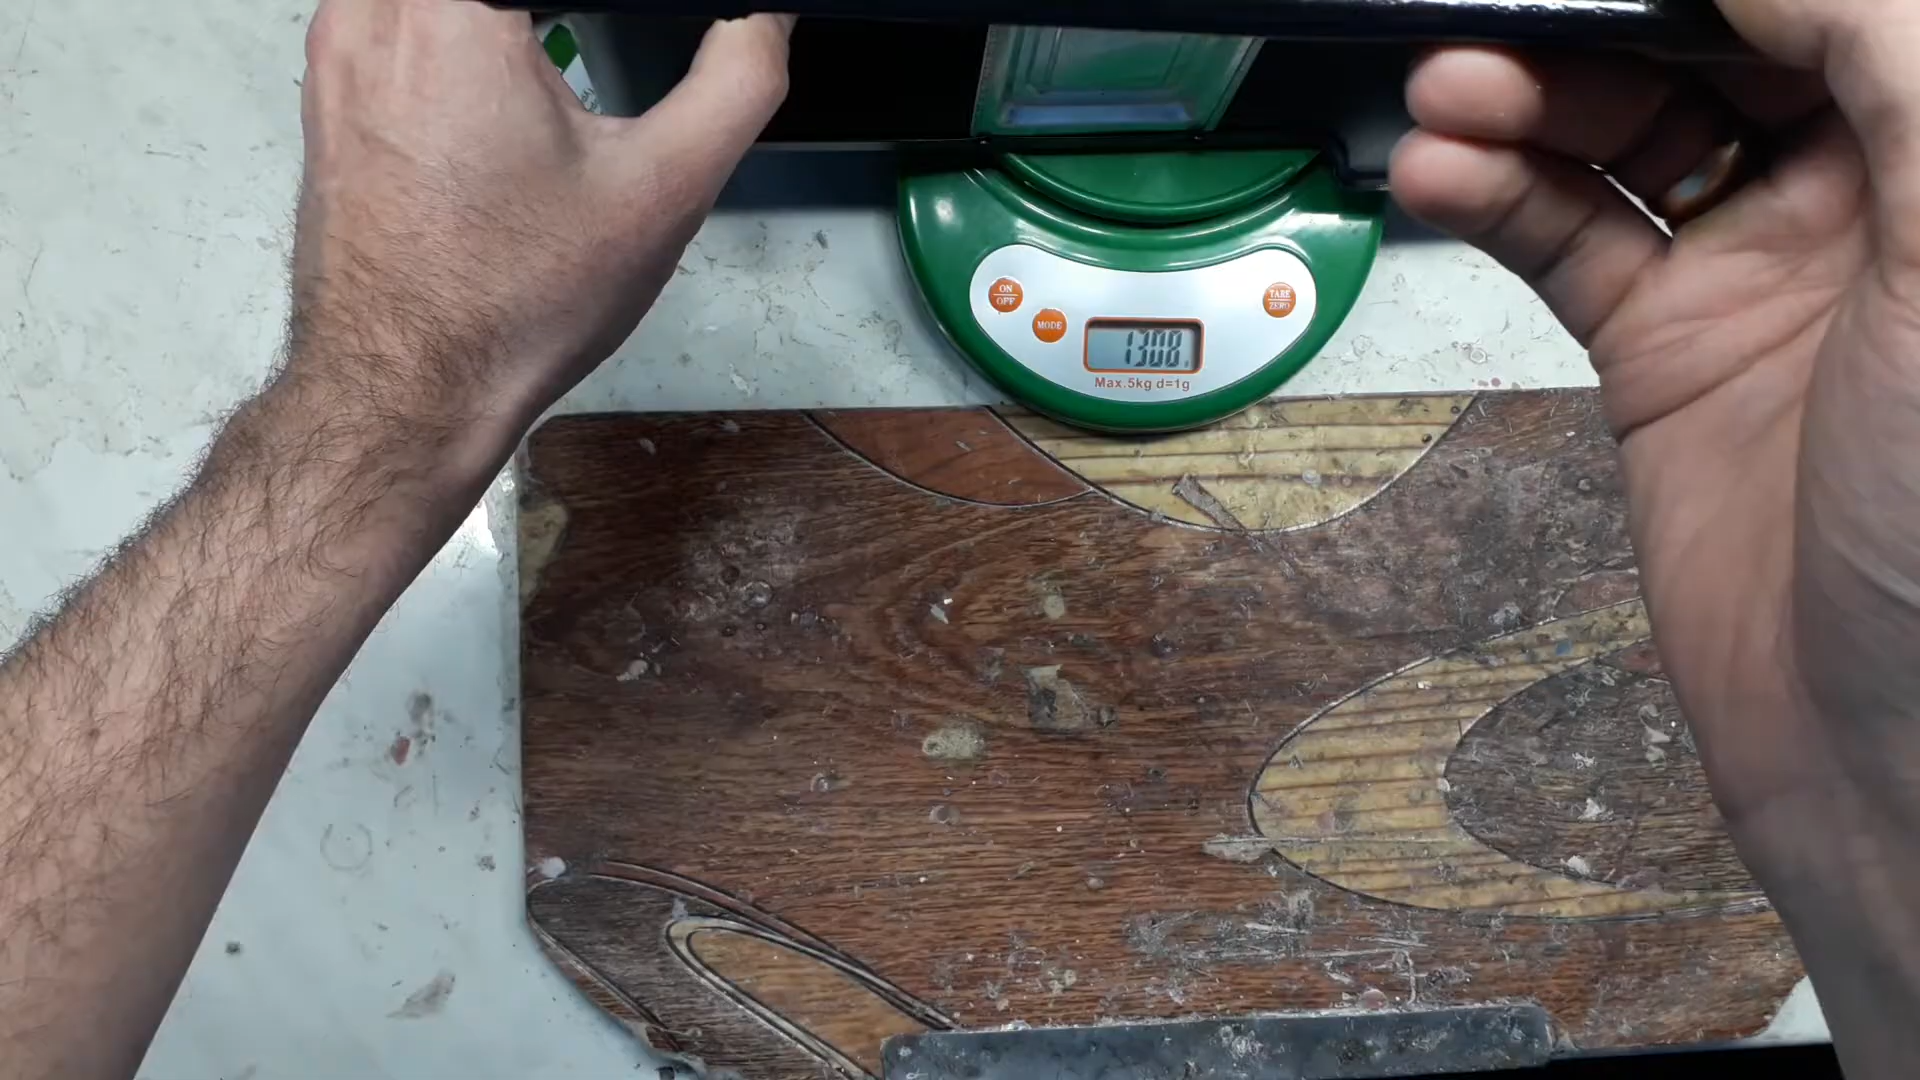 ON
OFF
MODE
TARE
ZERO
1308
Max.5kg d=1g